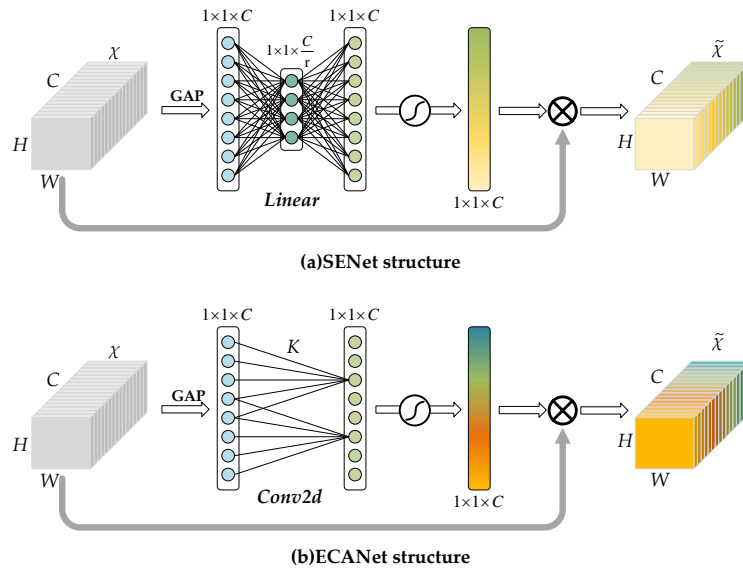 1×1×C
1×1×C
1×1×C/r
χ
χ̃
C
C
GAP
H
H
W
W
Linear
1×1×C
(a)SENet structure
1×1×C
1×1×C
χ
χ̃
K
C
C
GAP
H
H
W
W
Conv2d
1×1×C
(b)ECANet structure